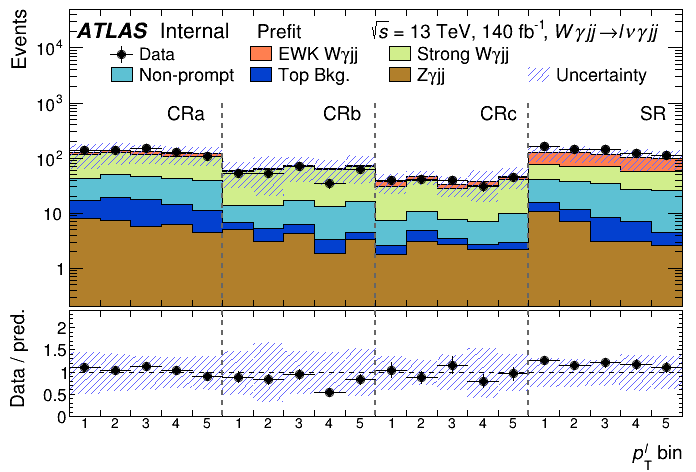 ATLAS Internal Prefit √s = 13 TeV, 140 fb⁻¹, Wγjj→lνγjj
Data EWK Wγjj Strong Wγjj
Non-prompt Top Bkg. Zγjj Uncertainty
CRa CRb CRc SR
Events
10⁴
10³
10²
10
1
Data / pred.
2
1.5
1
0.5
0
1 2 3 4 5 1 2 3 4 5 1 2 3 4 5 1 2 3 4 5
p_T^l bin